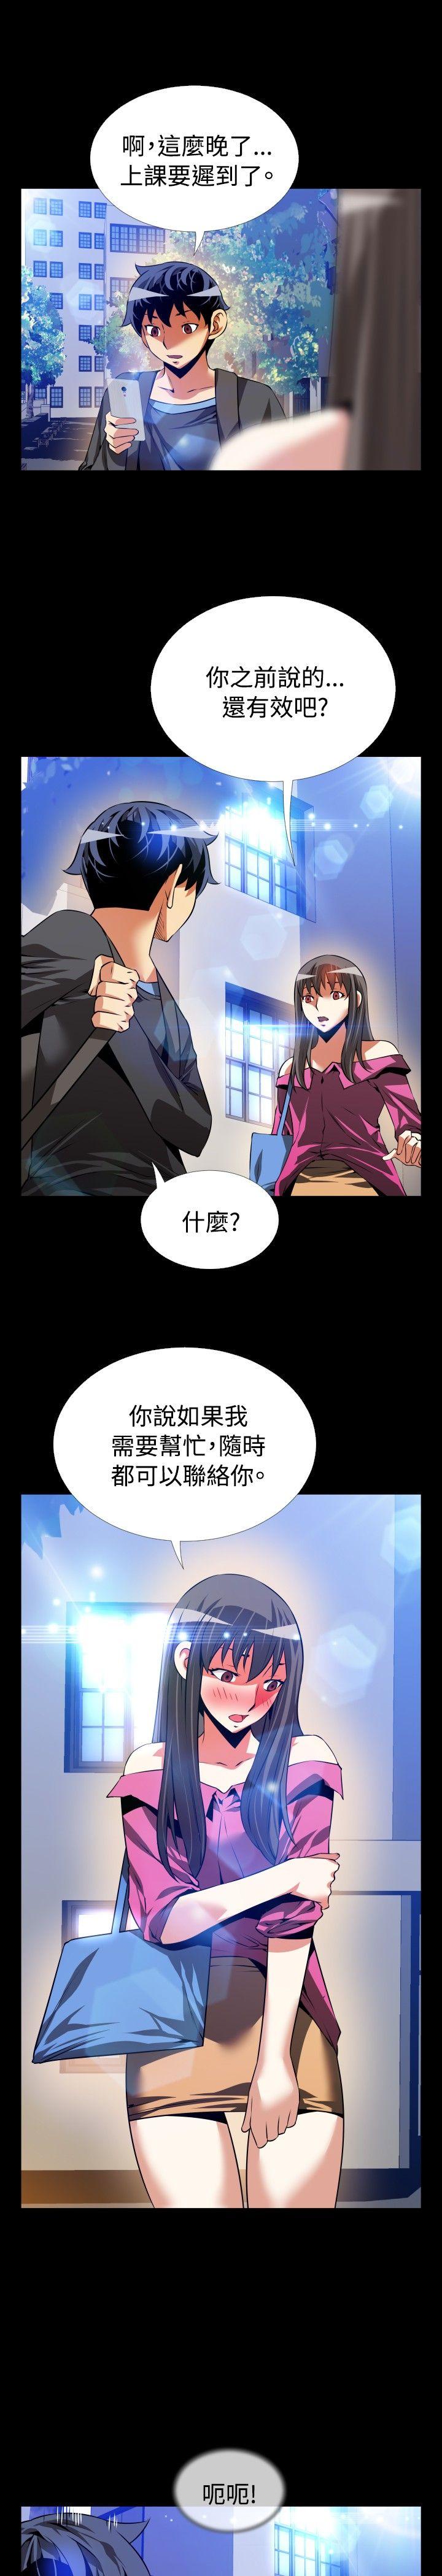 啊,這麼晚了...
上課要遲到了。
你之前說的...
還有效吧?
什麼?
你說如果我
需要幫忙,隨時
都可以聯絡你。
呃呃!